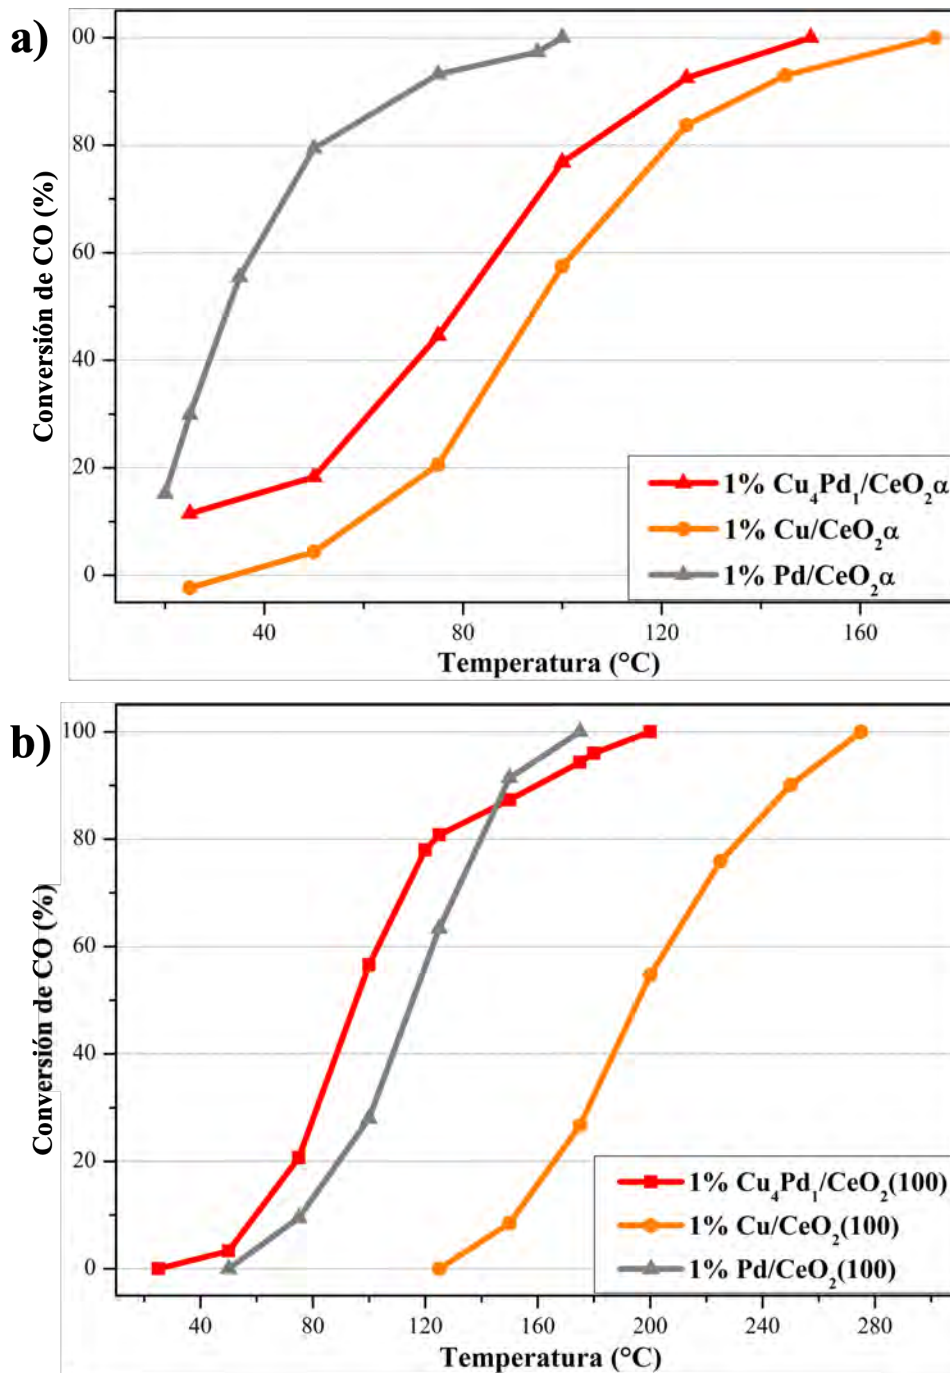 a)
00
80
60
40
20
0
Conversión de CO (%)
1% Cu₄Pd₁/CeO₂α
1% Cu/CeO₂α
1% Pd/CeO₂α
40 80 120 160
Temperatura (°C)
b)
100
80
60
40
20
0
Conversión de CO (%)
1% Cu₄Pd₁/CeO₂(100)
1% Cu/CeO₂(100)
1% Pd/CeO₂(100)
40 80 120 160 200 240 280
Temperatura (°C)